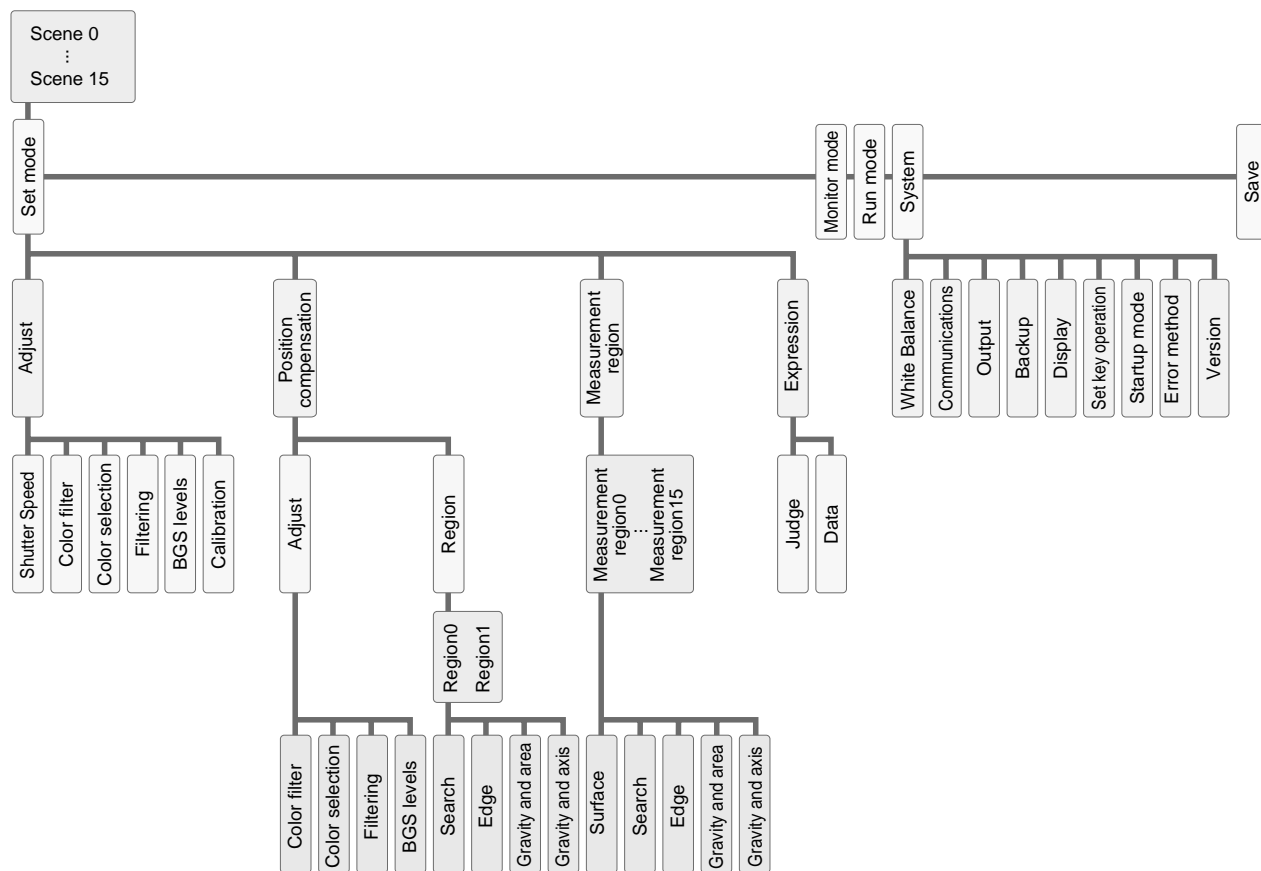 Scene 0
⋮
Scene 15
Set mode
Monitor mode
Run mode
System
Save
Adjust
Position
compensation
Measurement
region
Expression
White Balance
Communications
Output
Backup
Display
Set key operation
Startup mode
Error method
Version
Shutter Speed
Color filter
Color selection
Filtering
BGS levels
Calibration
Adjust
Region
Measurement
region0
...
Measurement
region15
Judge
Data
Region0
Region1
Color filter
Color selection
Filtering
BGS levels
Search
Edge
Gravity and area
Gravity and axis
Surface
Search
Edge
Gravity and area
Gravity and axis